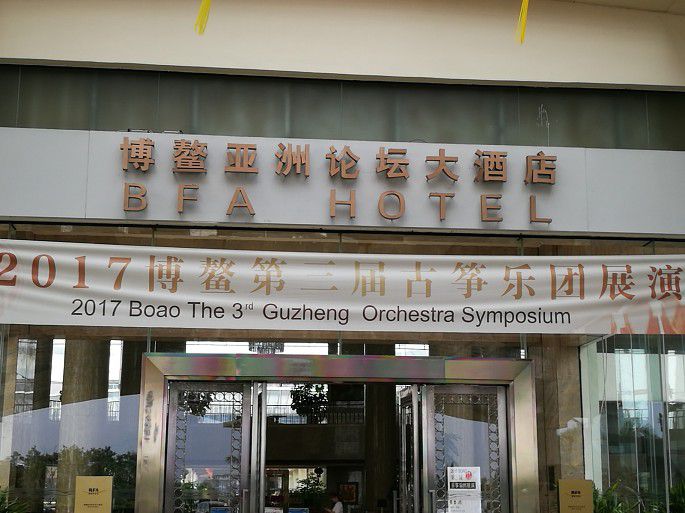 博鳌亚洲论坛大酒店
BFA HOTEL
2017博鳌第三届古筝乐团展演
2017 Boao The 3rd Guzheng Orchestra Symposium